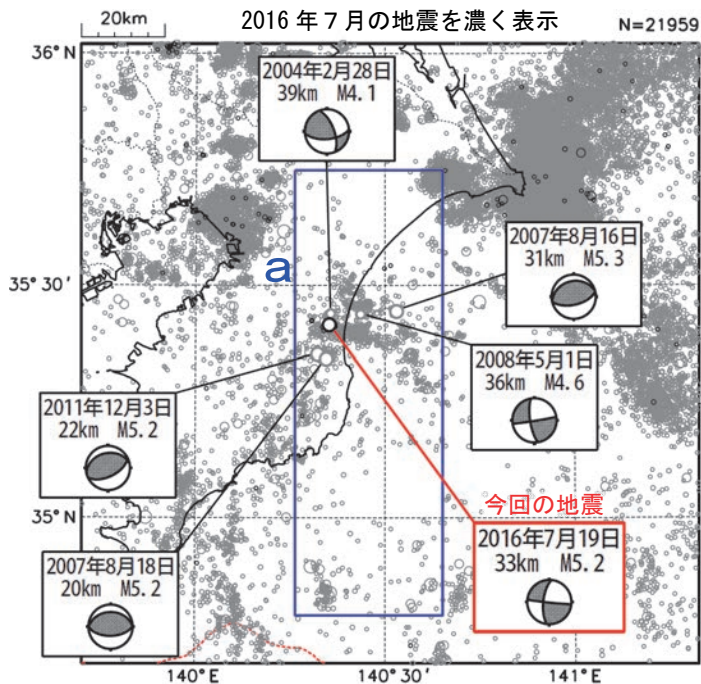 20km
2016年7月の地震を濃く表示
N=21959
36°N
2004年2月28日
39km M4.1
2007年8月16日
31km M5.3
a
35°30'
2008年5月1日
36km M4.6
2011年12月3日
22km M5.2
今回の地震
35°N
2016年7月19日
33km M5.2
2007年8月18日
20km M5.2
140°E
140°30'
141°E